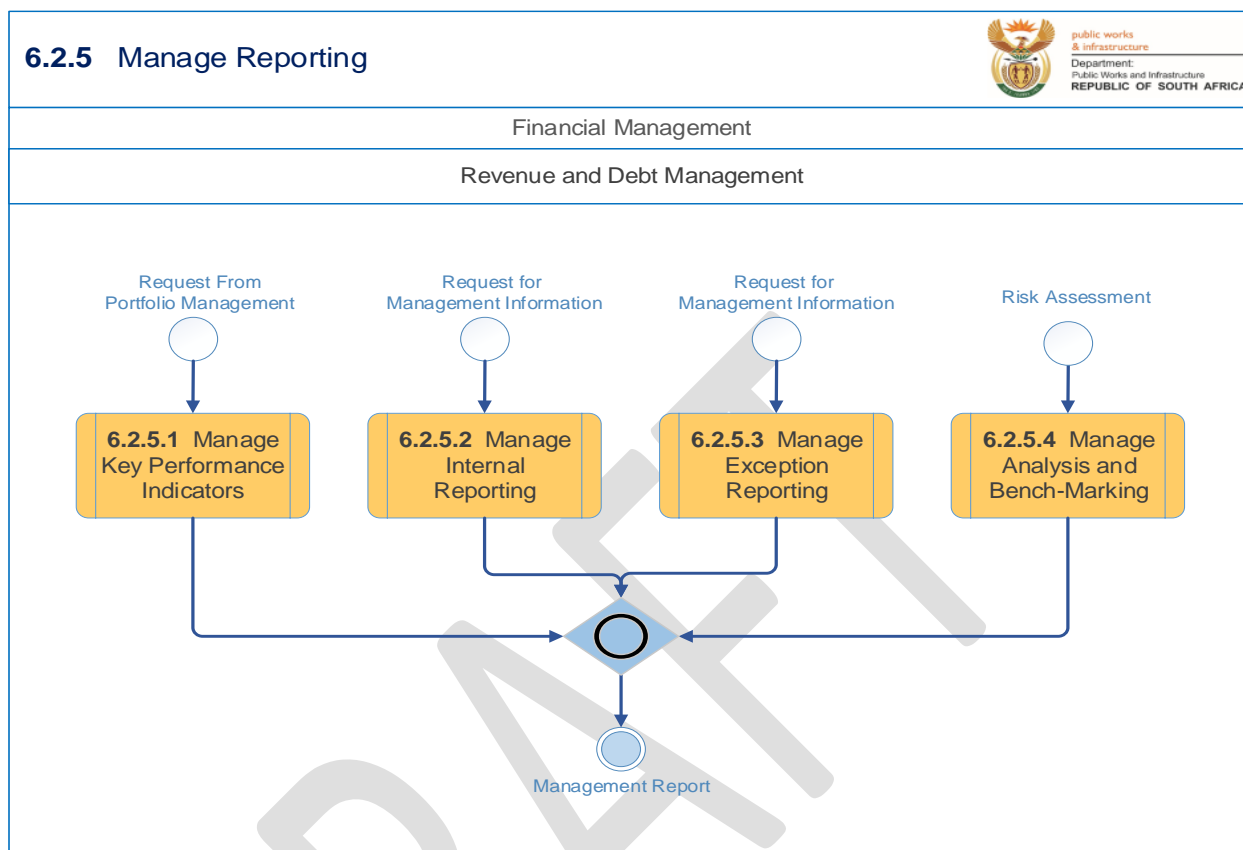 6.2.5 Manage Reporting
public works
& infrastructure
Department:
Public Works and Infrastructure
REPUBLIC OF SOUTH AFRICA
Financial Management
Revenue and Debt Management
Request From
Portfolio Management
Request for
Management Information
Request for
Management Information
Risk Assessment
6.2.5.1 Manage
Key Performance
Indicators
6.2.5.2 Manage
Internal
Reporting
6.2.5.3 Manage
Exception
Reporting
6.2.5.4 Manage
Analysis and
Bench-Marking
Management Report
DRAFT